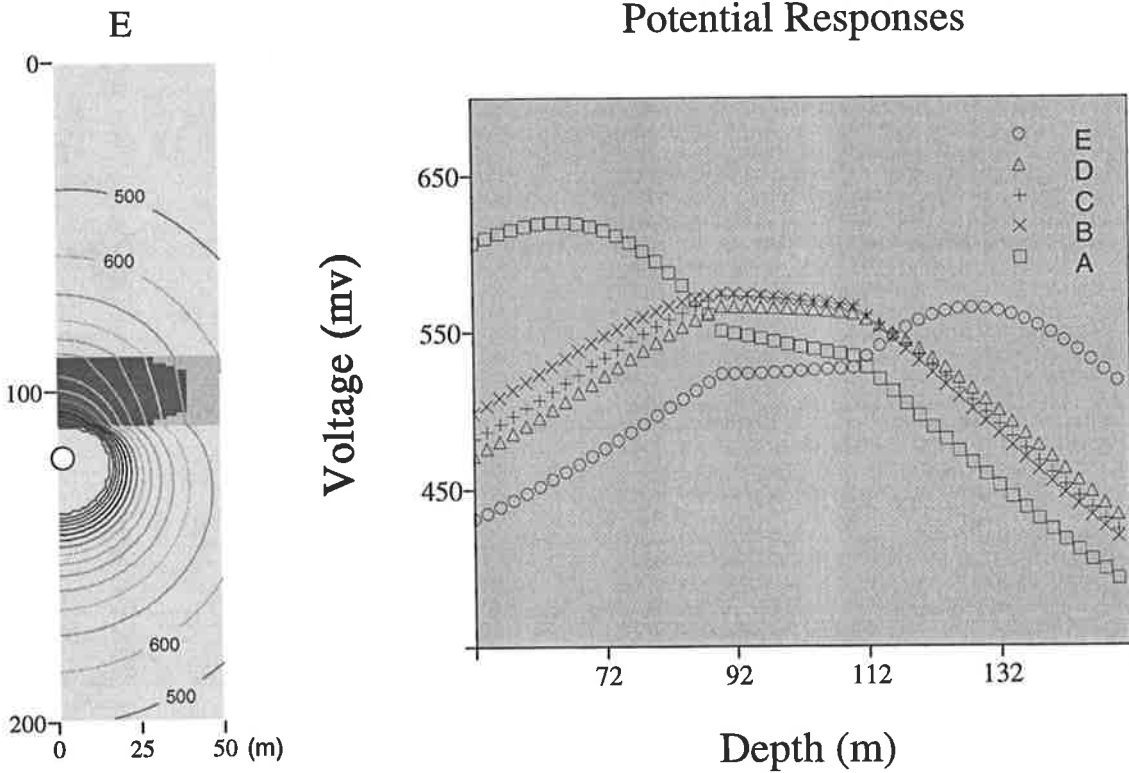 E
Potential Responses
0
100
200
500
600
600
500
0 25 50 (m)
Voltage (mv)
650
550
450
E
D
C
B
A
72 92 112 132
Depth (m)